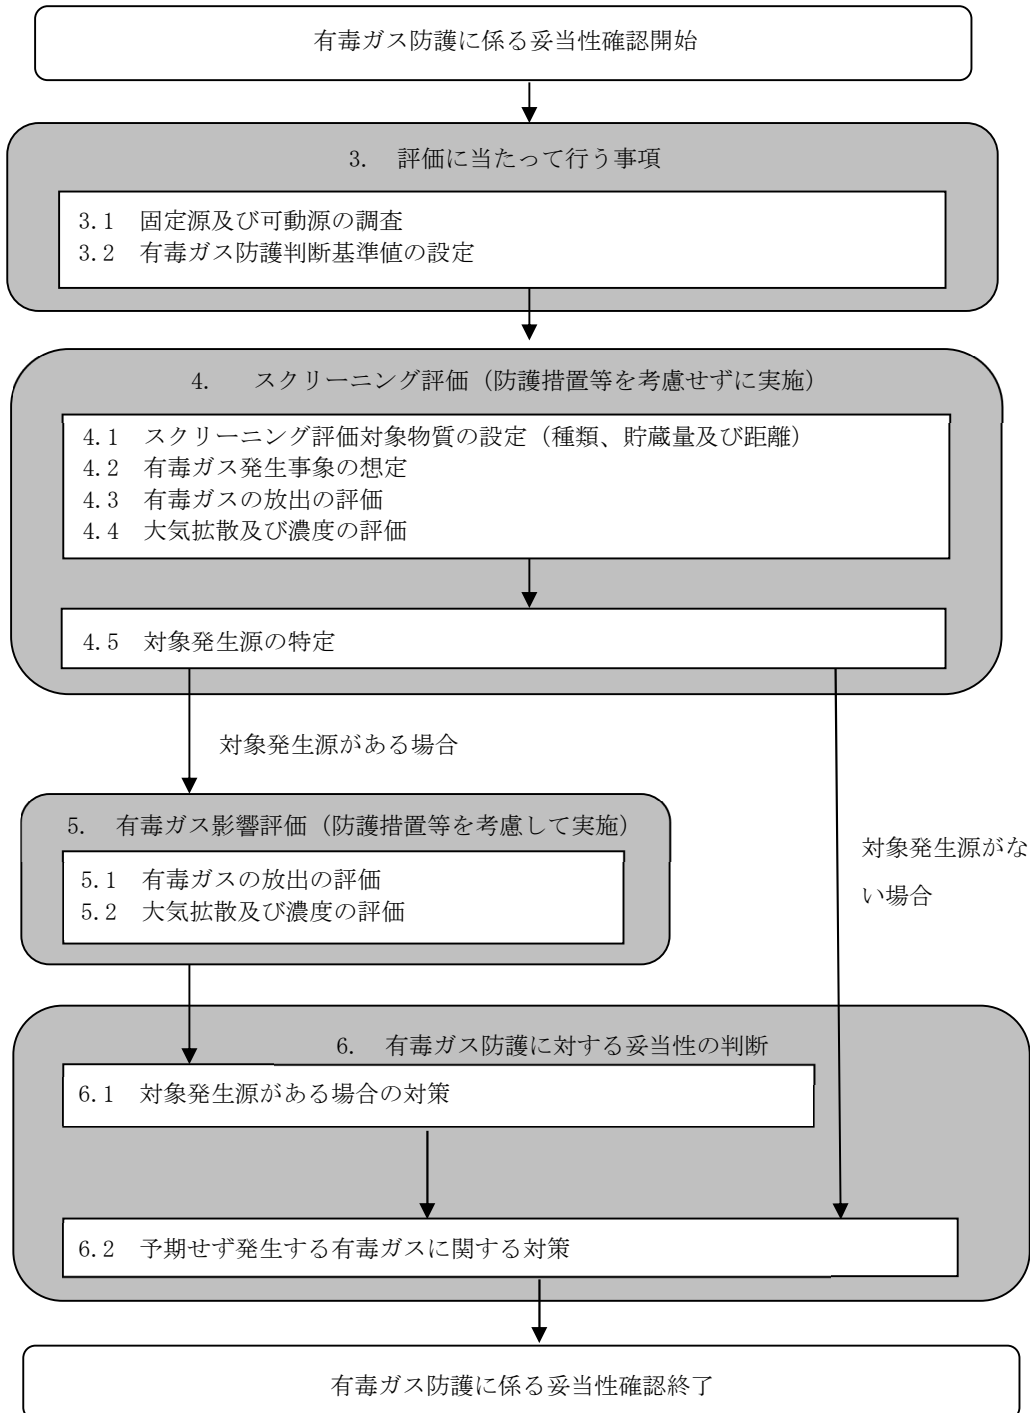 有毒ガス防護に係る妥当性確認開始
3. 評価に当たって行う事項
3.1 固定源及び可動源の調査
3.2 有毒ガス防護判断基準値の設定
4. スクリーニング評価（防護措置等を考慮せずに実施）
4.1 スクリーニング評価対象物質の設定（種類、貯蔵量及び距離）
4.2 有毒ガス発生事象の想定
4.3 有毒ガスの放出の評価
4.4 大気拡散及び濃度の評価
4.5 対象発生源の特定
対象発生源がある場合
5. 有毒ガス影響評価（防護措置等を考慮して実施）
5.1 有毒ガスの放出の評価
5.2 大気拡散及び濃度の評価
対象発生源がな
い場合
6. 有毒ガス防護に対する妥当性の判断
6.1 対象発生源がある場合の対策
6.2 予期せず発生する有毒ガスに関する対策
有毒ガス防護に係る妥当性確認終了